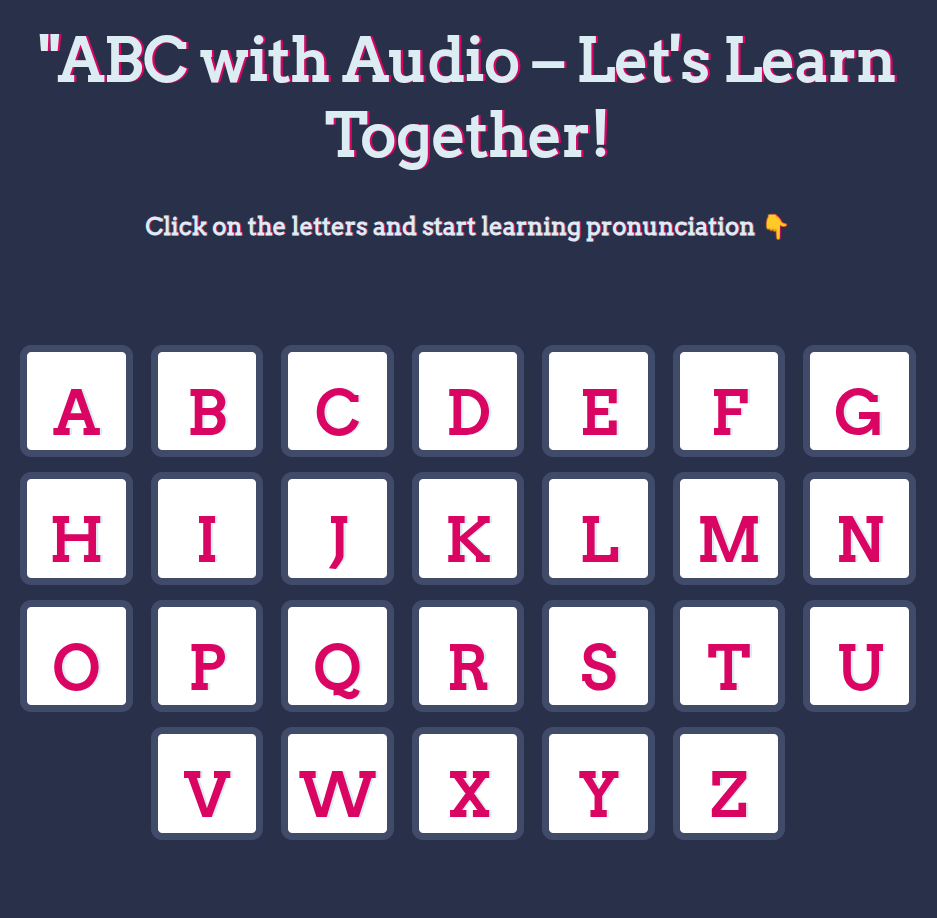 "ABC with Audio – Let's Learn
Together!
Click on the letters and start learning pronunciation 👇
A B C D E F G
H I J K L M N
O P Q R S T U
V W X Y Z